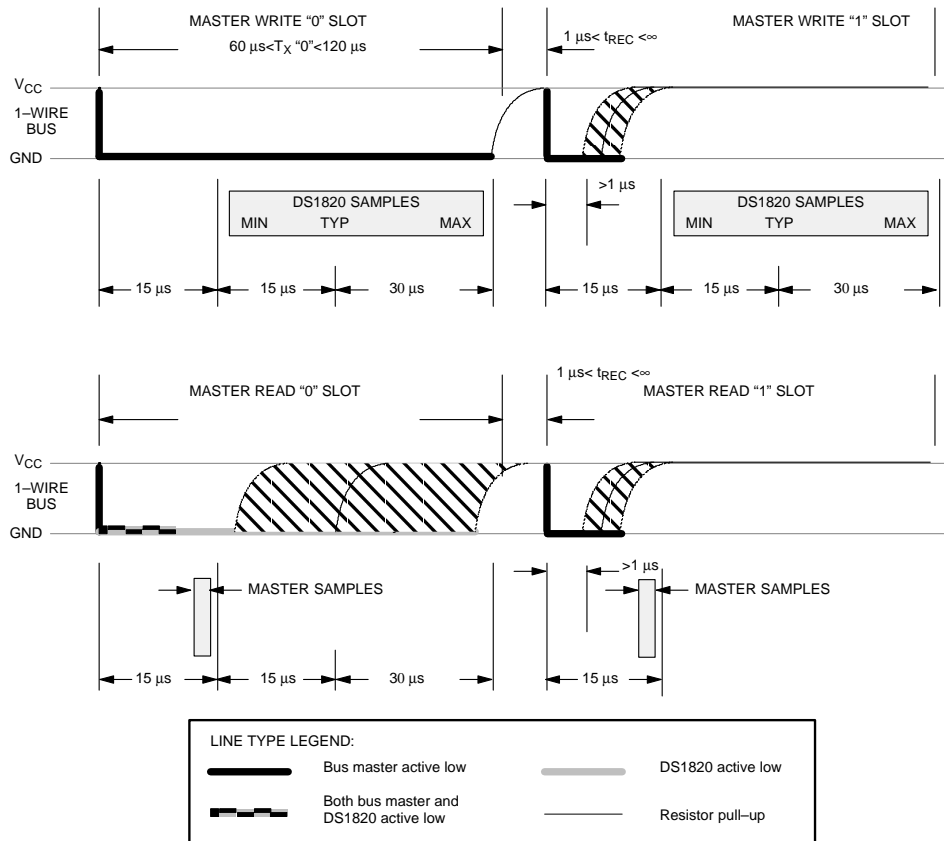 MASTER WRITE “0” SLOT
MASTER WRITE “1” SLOT
60 µs<TX “0”<120 µs
1 µs< tREC <∞
VCC
1–WIRE
BUS
GND
>1 µs
DS1820 SAMPLES
MIN TYP MAX
DS1820 SAMPLES
MIN TYP MAX
15 µs 15 µs 30 µs 15 µs 15 µs 30 µs
1 µs< tREC <∞
MASTER READ “0” SLOT
MASTER READ “1” SLOT
VCC
1–WIRE
BUS
GND
>1 µs
MASTER SAMPLES
MASTER SAMPLES
15 µs 15 µs 30 µs 15 µs
LINE TYPE LEGEND:
Bus master active low
DS1820 active low
Both bus master and
DS1820 active low
Resistor pull–up